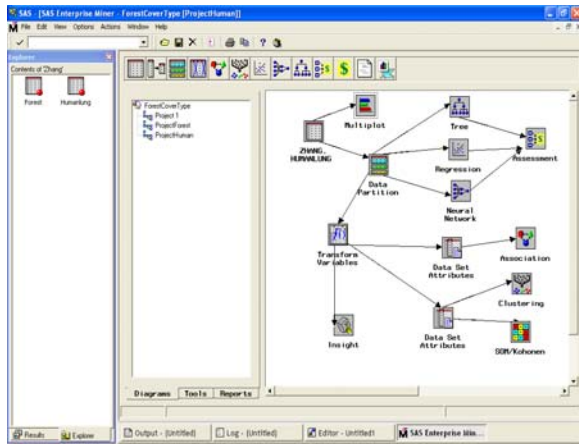 SAS - [SAS Enterprise Miner - ForestCoverType [ProjectHuman]]
File Edit View Options Actions Window Help
Explorer
Contents of 'Zhang'
Forest Humanlung
ForestCoverType
Project 1
ProjectForest
ProjectHuman
Multiplot
Tree
ZHANG.
HUMANLUNG
Assessment
Regression
Data
Partition
Neural
Network
Transform
Variables
Data Set
Attributes
Association
Clustering
Insight
Data Set
Attributes
SOM/Kohonen
Diagrams Tools Reports
Results Explorer
Output - (Untitled) Log - (Untitled) Editor - Untitled1 SAS Enterprise Min...